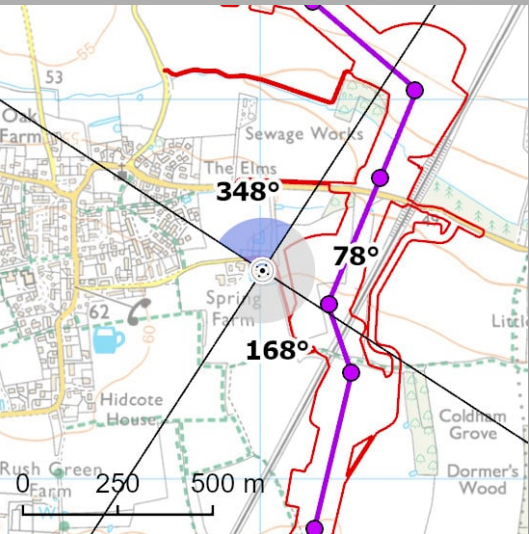 55
53
Oak
Farm
Sewage Works
The Elms
348°
78°
Spring
Farm
62
60
168°
Little
Hidcote
House
Coldham
Grove
Rush Green
Farm
Dormer's
Wood
0 250 500 m